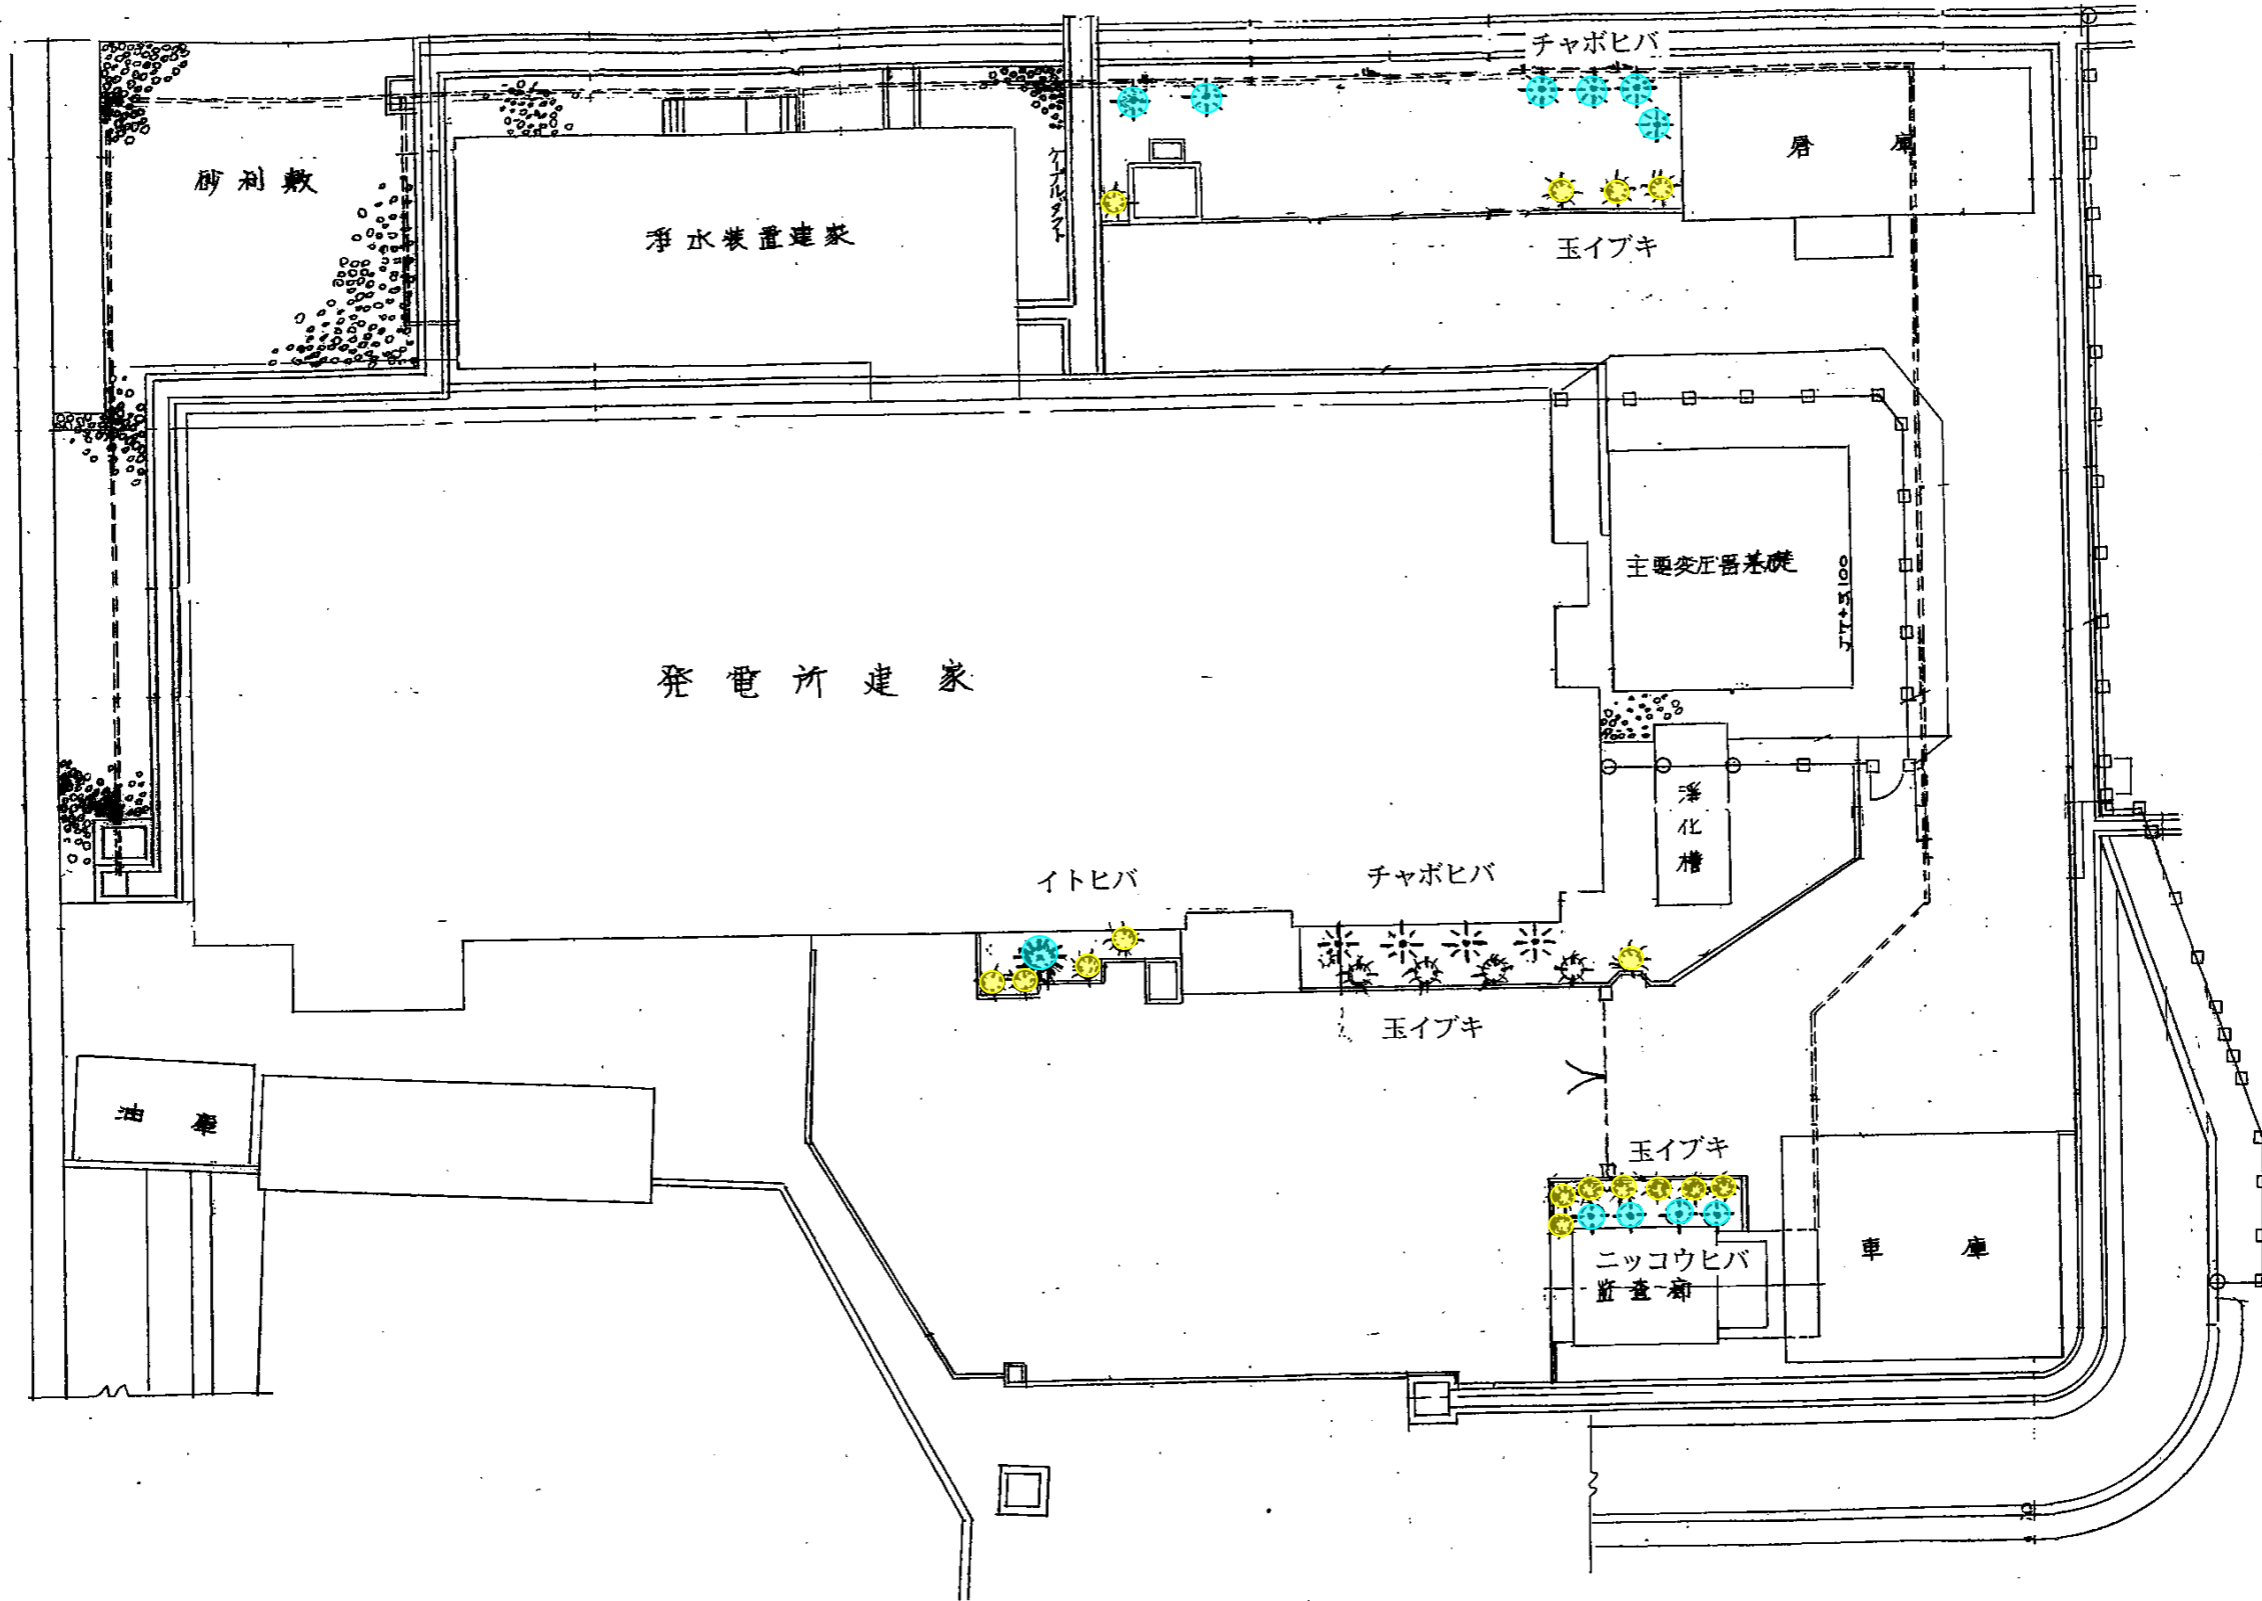 チャボヒバ
砂利敷
浄水装置建家
ケーブルダクト
倉庫
玉イブキ
主要変圧器基礎
発電所建家
浄化槽
イトヒバ
チャボヒバ
玉イブキ
油庫
玉イブキ
ニッコウヒバ
監査廊
車庫